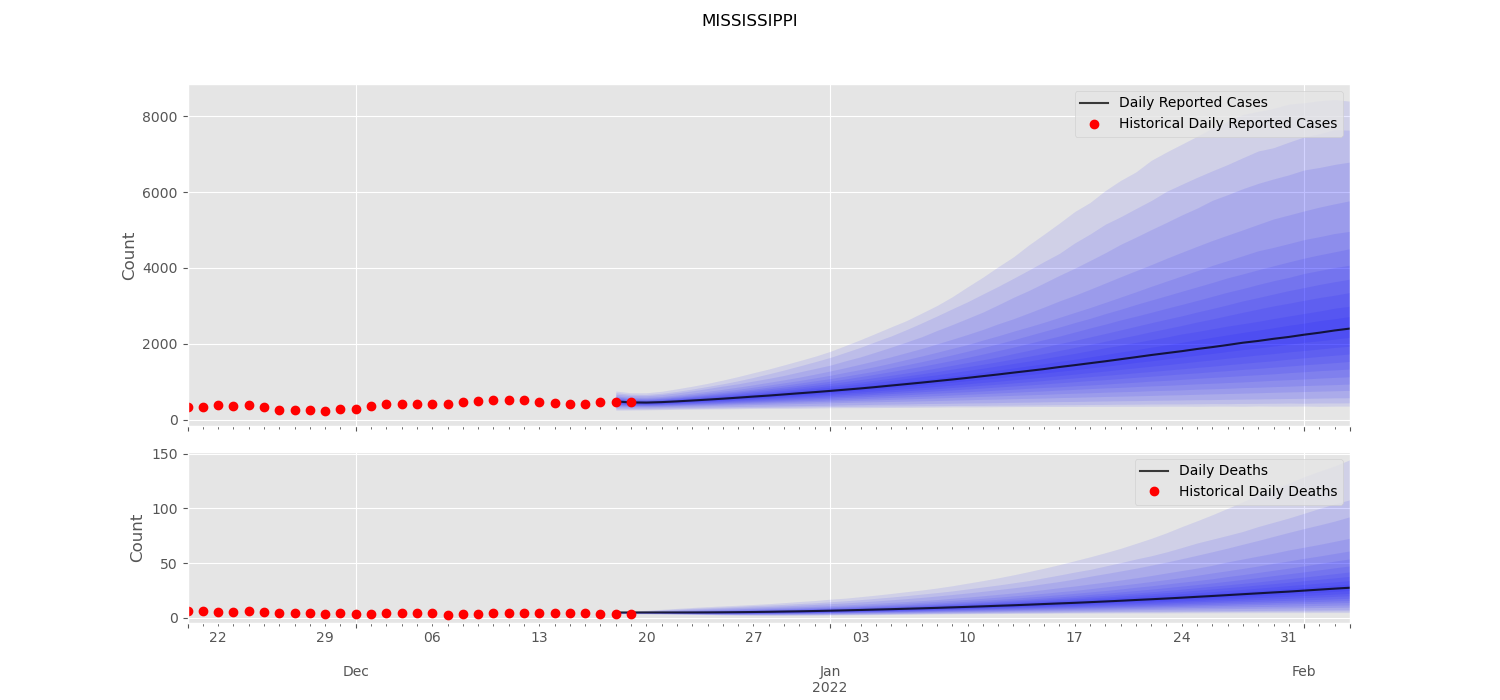 MISSISSIPPI
8000
6000
4000
2000
0
Count
Daily Reported Cases
Historical Daily Reported Cases
150
100
50
0
Count
Daily Deaths
Historical Daily Deaths
22 29 06 13 20 27 03 10 17 24 31
Dec Jan Feb
2022